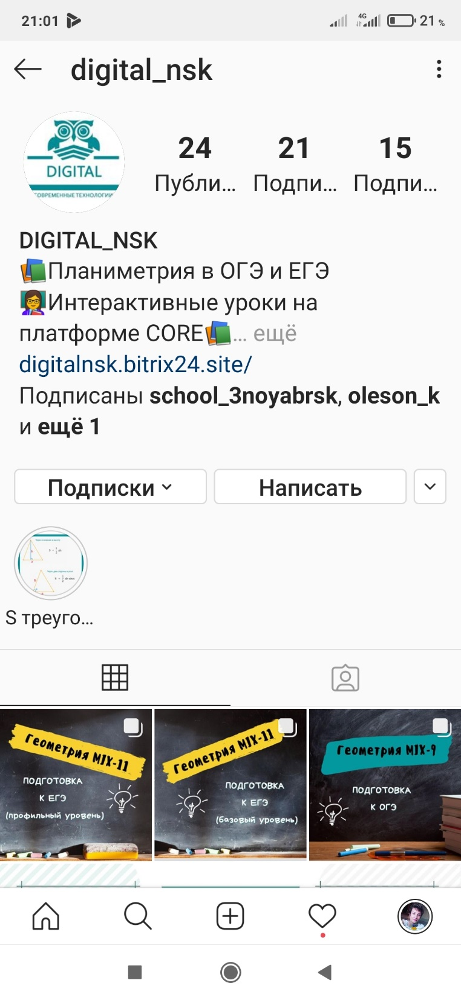 21:01
4G
21 %
digital_nsk
DIGITAL
СОВРЕМЕННЫЕ ТЕХНОЛОГИИ
24
21
15
Публи...
Подпи...
Подпи...
DIGITAL_NSK
Планиметрия в ОГЭ и ЕГЭ
Интерактивные уроки на
платформе CORE... ещё
digitalnsk.bitrix24.site/
Подписаны school_3noyabrsk, oleson_k
и ещё 1
Подписки
Написать
S треуго...
Геометрия MIX-11
ПОДГОТОВКА
К ЕГЭ
(профильный уровень)
Геометрия MIX-11
ПОДГОТОВКА
К ЕГЭ
(базовый уровень)
Геометрия MIX-9
ПОДГОТОВКА
К ОГЭ